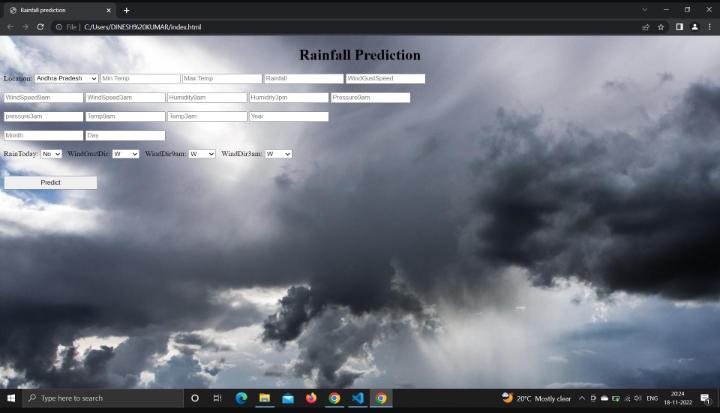 Rainfall prediction
File | C:/Users/DINESH%20KUMAR/index.html
Rainfall Prediction
Location: Andhra Pradesh Min Temp Max Temp Rainfall WindGustSpeed
WindSpeed9am WindSpeed3am Humidity9am Humidity3pm Pressure9am
pressure3am Temp9am Temp3am Year
Month Day
RainToday: No WindGustDir: W WindDir9am: W WindDir3am: W
Predict
Type here to search
20°C Mostly clear ENG 20:24
18-11-2022